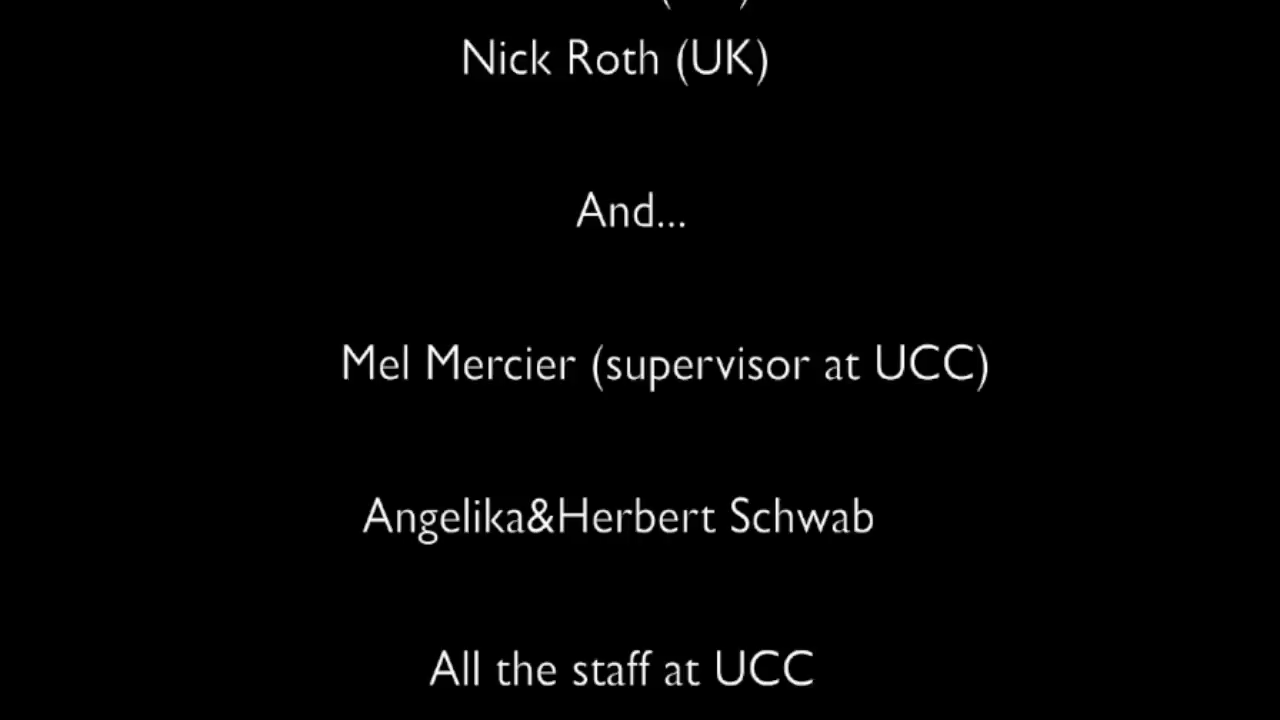 Nick Roth (UK)
And...
Mel Mercier (supervisor at UCC)
Angelika&Herbert Schwab
All the staff at UCC